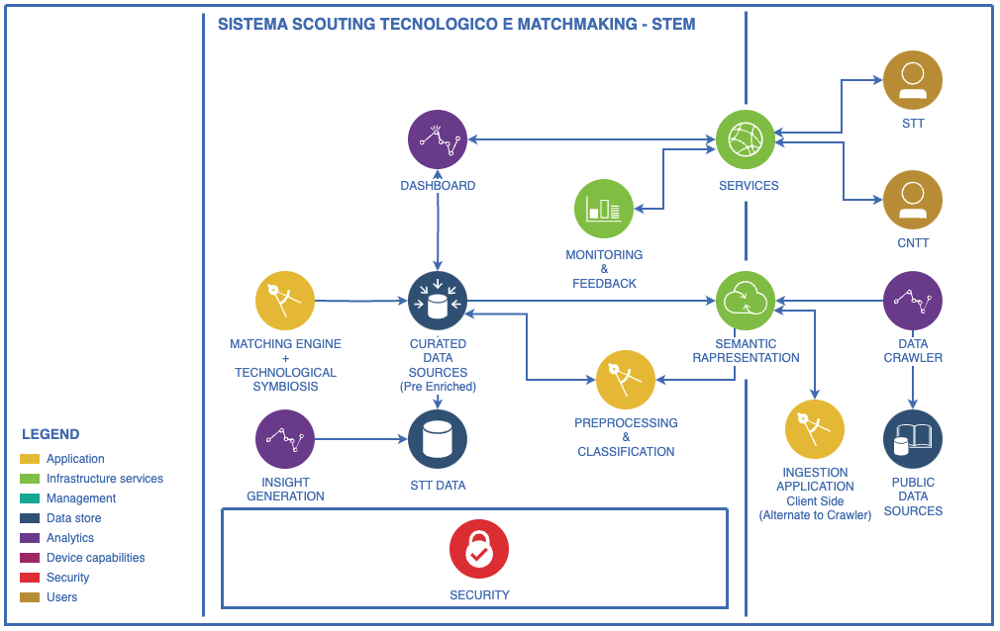 SISTEMA SCOUTING TECNOLOGICO E MATCHMAKING - STEM
STT
DASHBOARD
SERVICES
CNTT
MONITORING
&
FEEDBACK
MATCHING ENGINE
+
TECHNOLOGICAL
SYMBIOSIS
CURATED
DATA
SOURCES
(Pre Enriched)
SEMANTIC
RAPRESENTATION
DATA
CRAWLER
PREPROCESSING
&
CLASSIFICATION
INSIGHT
GENERATION
STT DATA
INGESTION
APPLICATION
Client Side
(Alternate to Crawler)
PUBLIC
DATA
SOURCES
SECURITY
LEGEND
Application
Infrastructure services
Management
Data store
Analytics
Device capabilities
Security
Users